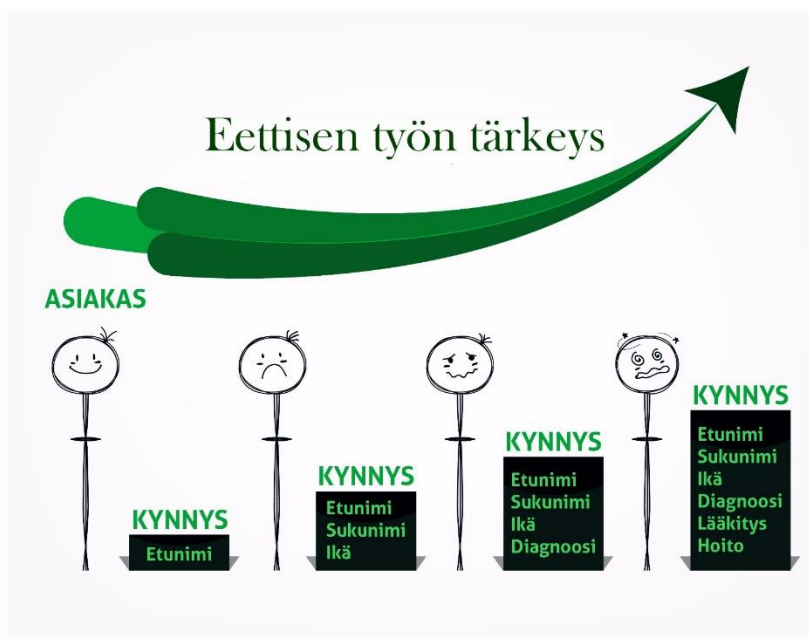 Eettisen työn tärkeys
ASIAKAS
KYNNYS
Etunimi
KYNNYS
Etunimi
Sukunimi
Ikä
KYNNYS
Etunimi
Sukunimi
Ikä
Diagnoosi
KYNNYS
Etunimi
Sukunimi
Ikä
Diagnoosi
Lääkitys
Hoito